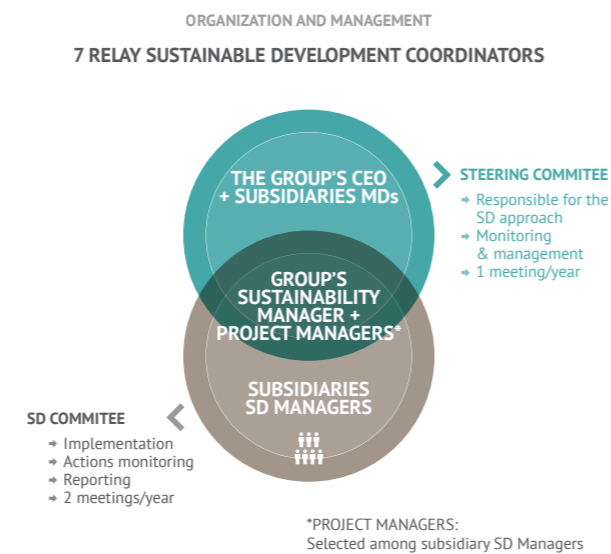 ORGANIZATION AND MANAGEMENT
7 RELAY SUSTAINABLE DEVELOPMENT COORDINATORS
THE GROUP'S CEO
+ SUBSIDIARIES MDs
STEERING COMMITEE
➔ Responsible for the
SD approach
➔ Monitoring
& management
➔ 1 meeting/year
GROUP'S
SUSTAINABILITY
MANAGER +
PROJECT MANAGERS*
SUBSIDIARIES
SD MANAGERS
SD COMMITEE
➔ Implementation
➔ Actions monitoring
➔ Reporting
➔ 2 meetings/year
*PROJECT MANAGERS:
Selected among subsidiary SD Managers